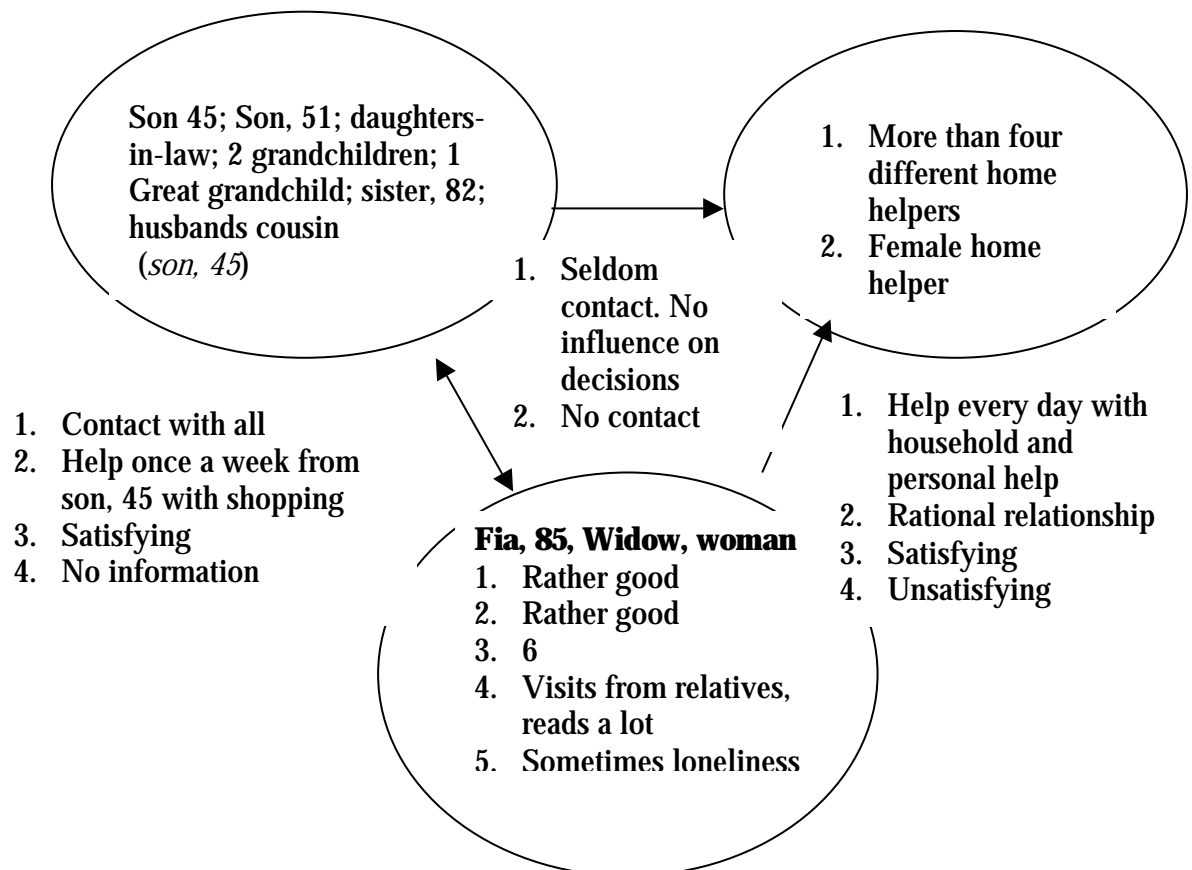 Son 45; Son, 51; daughters-
in-law; 2 grandchildren; 1
Great grandchild; sister, 82;
husbands cousin
(son, 45)
1. More than four
different home
helpers
2. Female home
helper
1. Seldom
contact. No
influence on
decisions
2. No contact
1. Contact with all
2. Help once a week from
son, 45 with shopping
3. Satisfying
4. No information
1. Help every day with
household and
personal help
2. Rational relationship
3. Satisfying
4. Unsatisfying
Fia, 85, Widow, woman
1. Rather good
2. Rather good
3. 6
4. Visits from relatives,
reads a lot
5. Sometimes loneliness